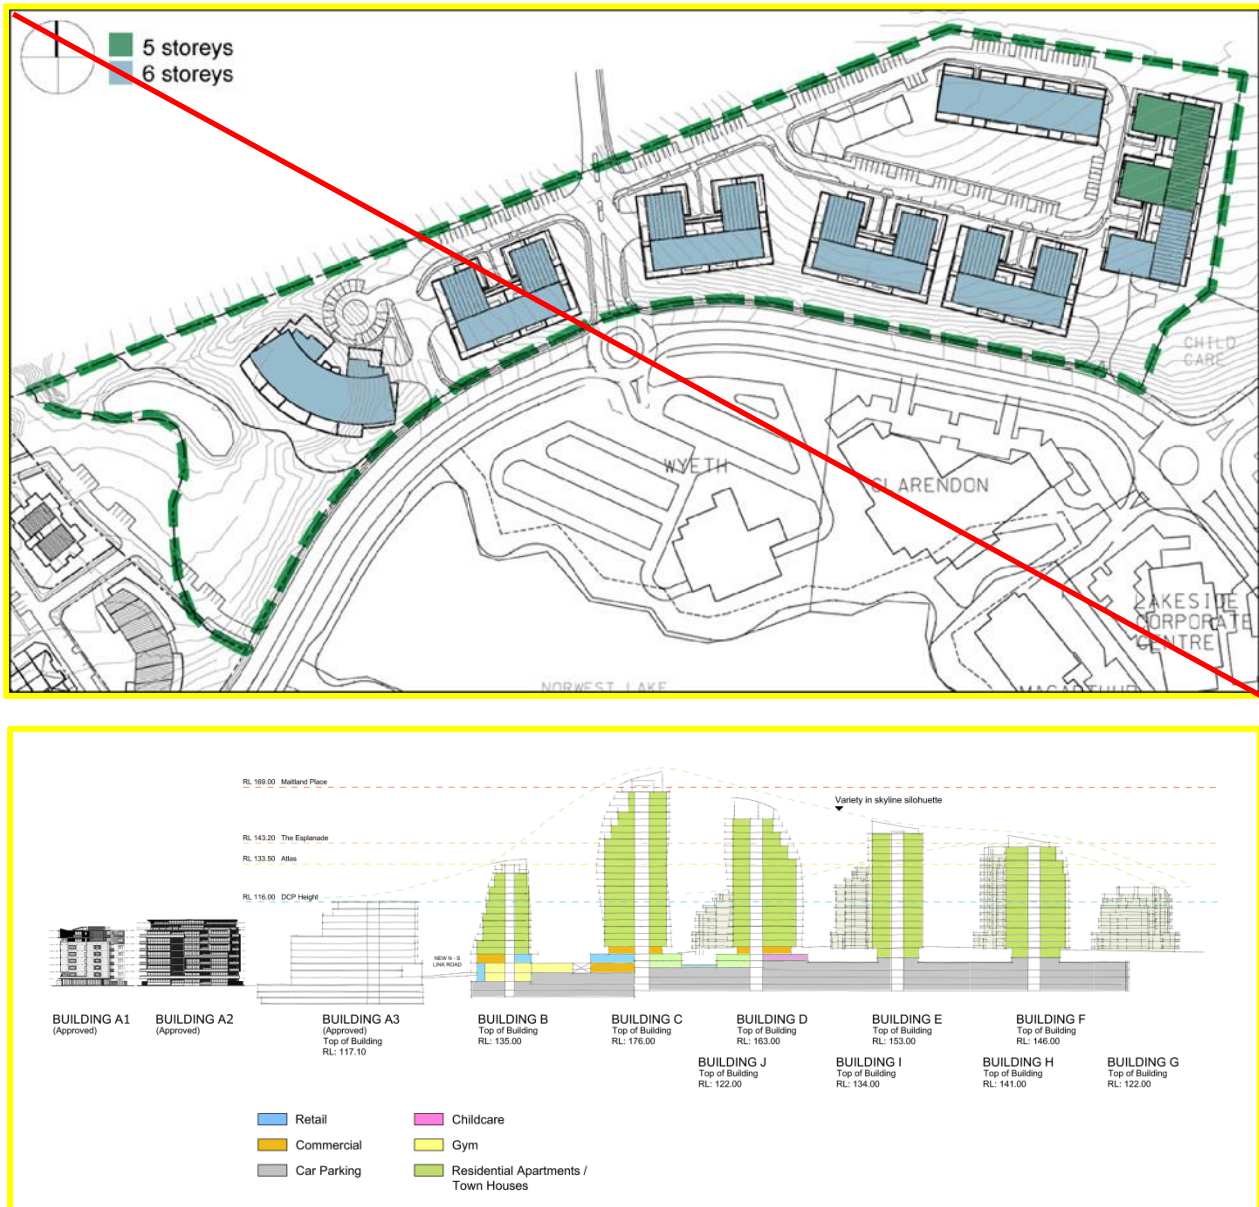 5 storeys
6 storeys
CHILD
CARE
WYETH
CLARENDON
LAKESIDE
CORPORATE
CENTRE
NORWEST LAKE
MACARTHUR
RL 169.00 Maitland Place
Variety in skyline silohuette
RL 143.20 The Esplanade
RL 133.50 Atlas
RL 116.00 DCP Height
NEW N - S
LINK ROAD
BUILDING A1
(Approved)
BUILDING A2
(Approved)
BUILDING A3
(Approved)
Top of Building
RL: 117.10
BUILDING B
Top of Building
RL: 135.00
BUILDING C
Top of Building
RL: 176.00
BUILDING D
Top of Building
RL: 163.00
BUILDING E
Top of Building
RL: 153.00
BUILDING F
Top of Building
RL: 146.00
BUILDING J
Top of Building
RL: 122.00
BUILDING I
Top of Building
RL: 134.00
BUILDING H
Top of Building
RL: 141.00
BUILDING G
Top of Building
RL: 122.00
Retail
Childcare
Commercial
Gym
Car Parking
Residential Apartments /
Town Houses